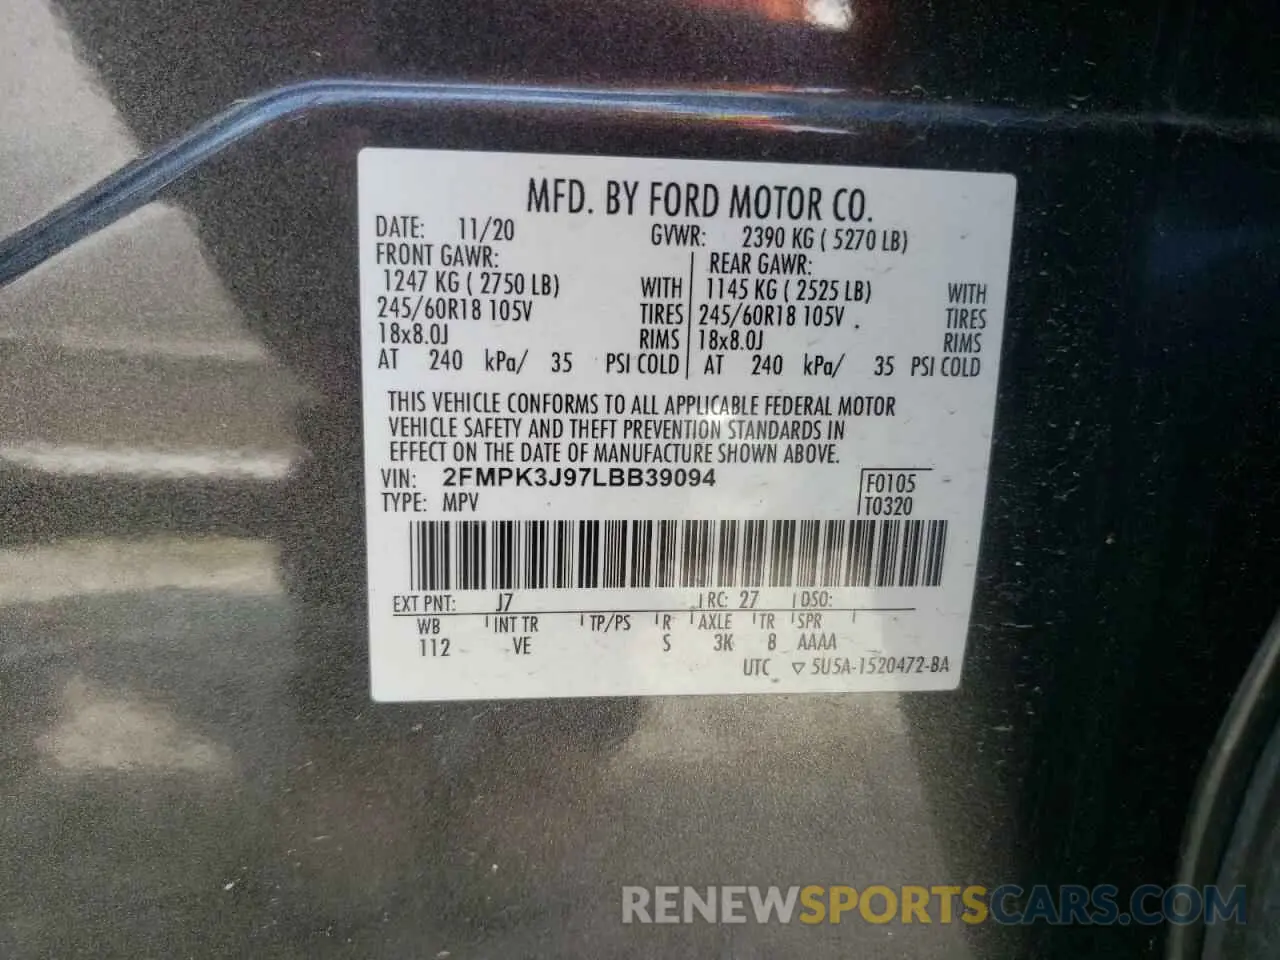 MFD. BY FORD MOTOR CO.
DATE: 11/20 GVWR: 2390 KG ( 5270 LB)
FRONT GAWR: REAR GAWR:
1247 KG ( 2750 LB) WITH 1145 KG ( 2525 LB) WITH
245/60R18 105V TIRES 245/60R18 105V . TIRES
18x8.0J RIMS 18x8.0J RIMS
AT 240 kPa/ 35 PSI COLD AT 240 kPa/ 35 PSI COLD
THIS VEHICLE CONFORMS TO ALL APPLICABLE FEDERAL MOTOR
VEHICLE SAFETY AND THEFT PREVENTION STANDARDS IN
EFFECT ON THE DATE OF MANUFACTURE SHOWN ABOVE.
VIN: 2FMPK3J97LBB39094 F0105
TYPE: MPV T0320
EXT PNT: J7 RC: 27 DSO:
WB INT TR TP/PS R AXLE TR SPR
112 VE S 3K 8 AAAA
UTC ▽ 5U5A-1520472-BA
RENEWSPORTSCARS.COM